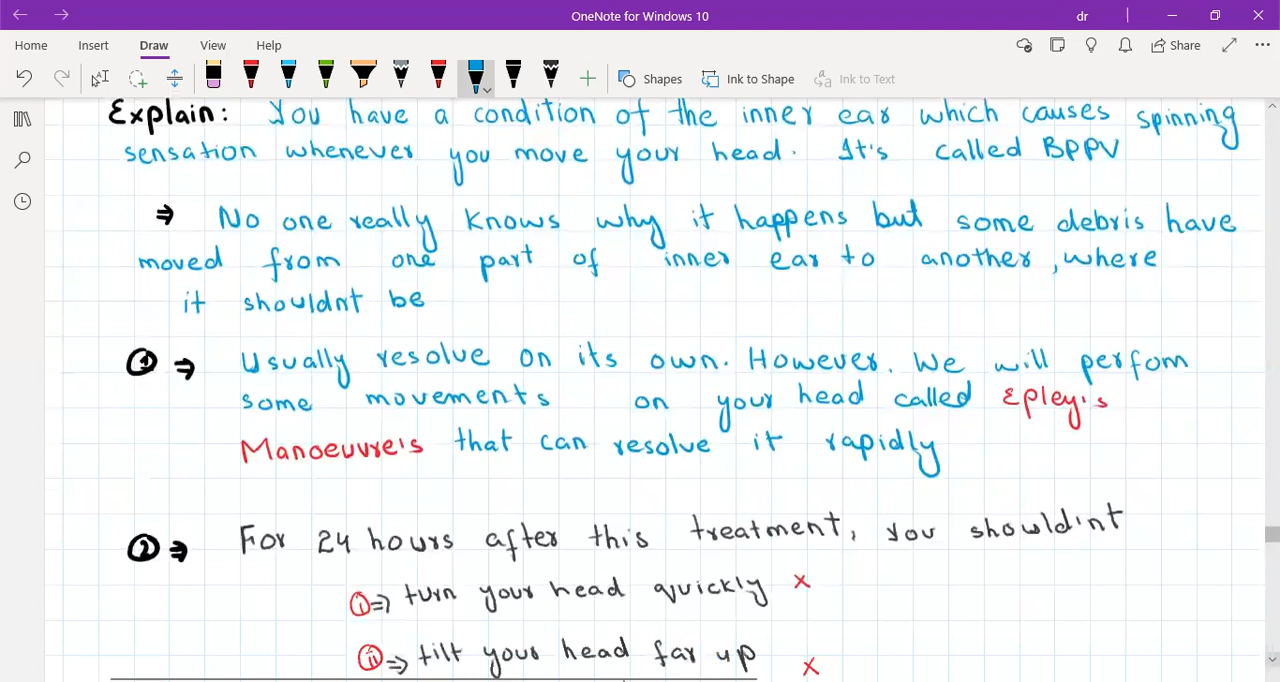 OneNote for Windows 10
dr
Home Insert Draw View Help
Share
Shapes Ink to Shape Ink to Text
Explain: You have a condition of the inner ear which causes spinning
sensation whenever you move your head. It's called BPPV
⇒ No one really knows why it happens but some debris have
moved from one part of inner ear to another, where
it shouldnt be
① ⇒ Usually resolve on its own. However. We will perfom
some movements on your head called Epley's
Manoeuvre's that can resolve it rapidly
② ⇒ For 24 hours after this treatment, you should'nt
ⓘ⇒ turn your head quickly ×
ⓘⓘ⇒ tilt your head far up ×